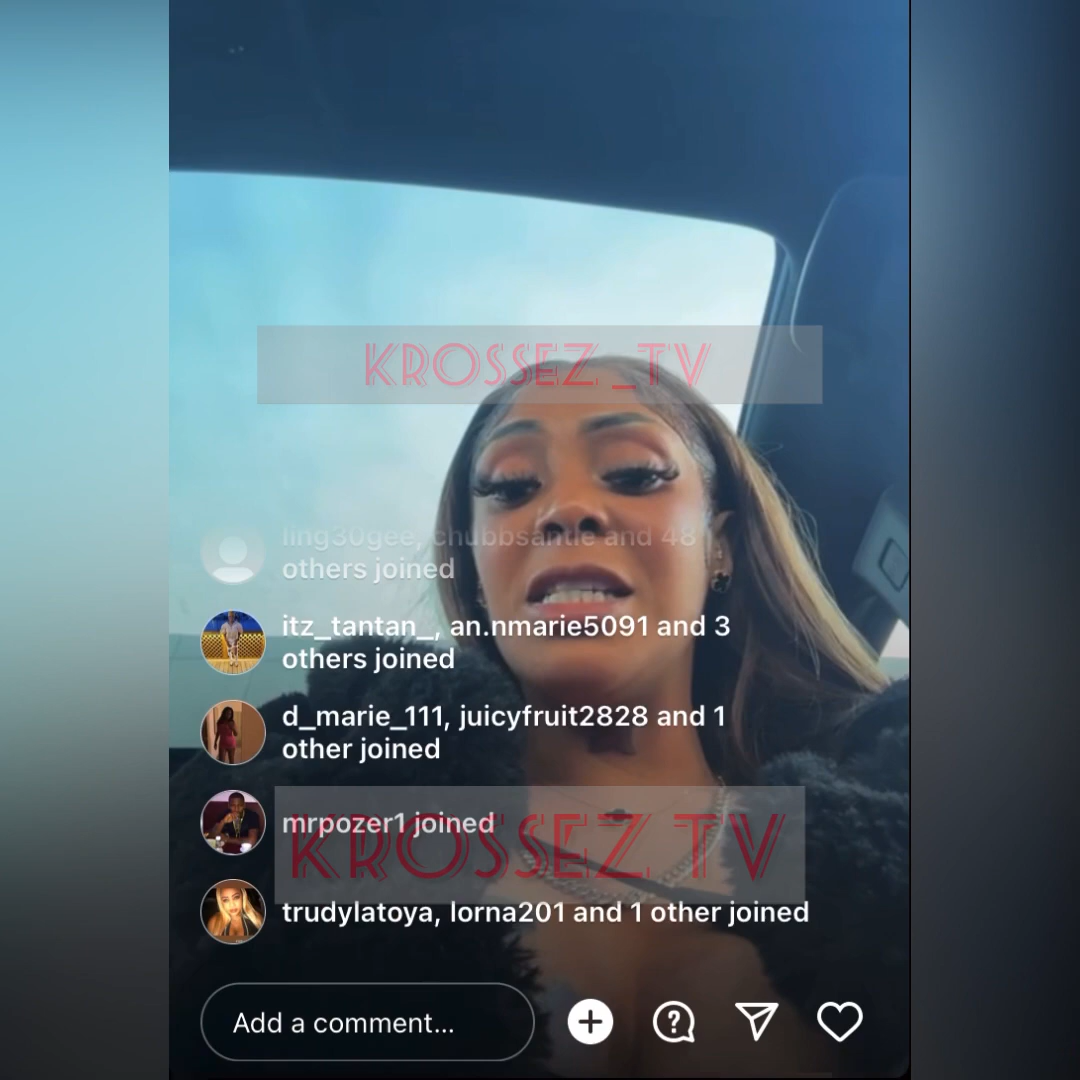 KROSSEZ_TV
ling30gee, chubbsantie and 48
others joined
itz_tantan_, an.nmarie5091 and 3
others joined
d_marie_111, juicyfruit2828 and 1
other joined
mrpozer1 joined
KROSSEZ TV
trudylatoya, lorna201 and 1 other joined
Add a comment...